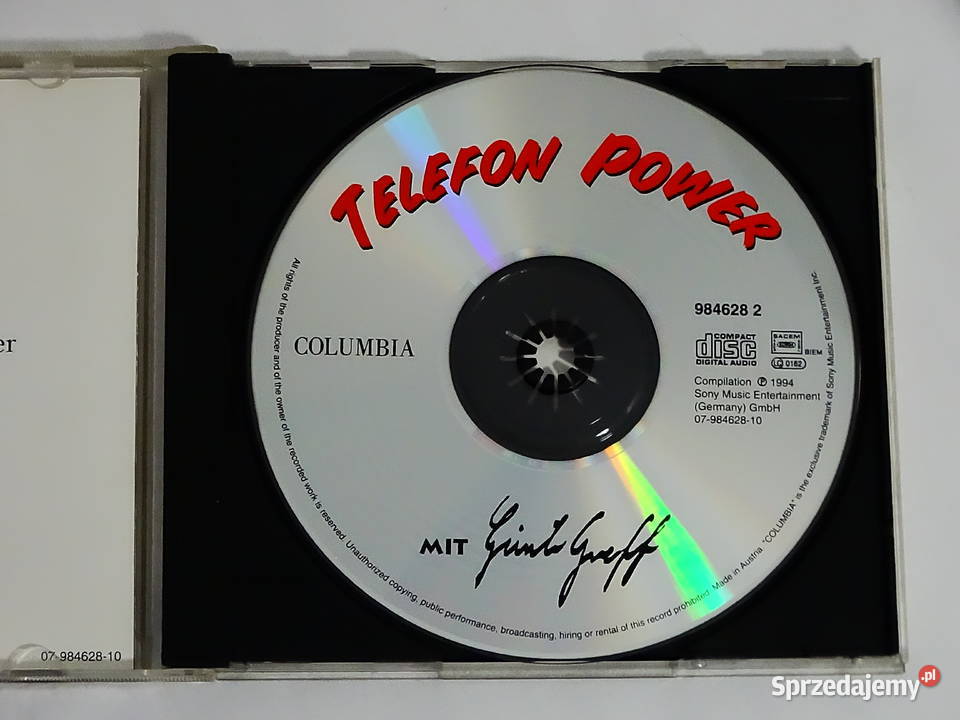 TELEFON POWER
er
COLUMBIA
984628 2
COMPACT
disc
DIGITAL AUDIO
SACEM
BIEM
LC 0162
Compilation ℗ 1994
Sony Music Entertainment
(Germany) GmbH
07-984628-10
MIT
All rights of the producer and of the owner of the recorded work is reserved. Unauthorized copying, public performance, broadcasting, hiring or rental of this record prohibited. Made in Austria "COLUMBIA" is the exclusive trademark of Sony Music Entertainment Inc.
07-984628-10
Sprzedajemy.pl